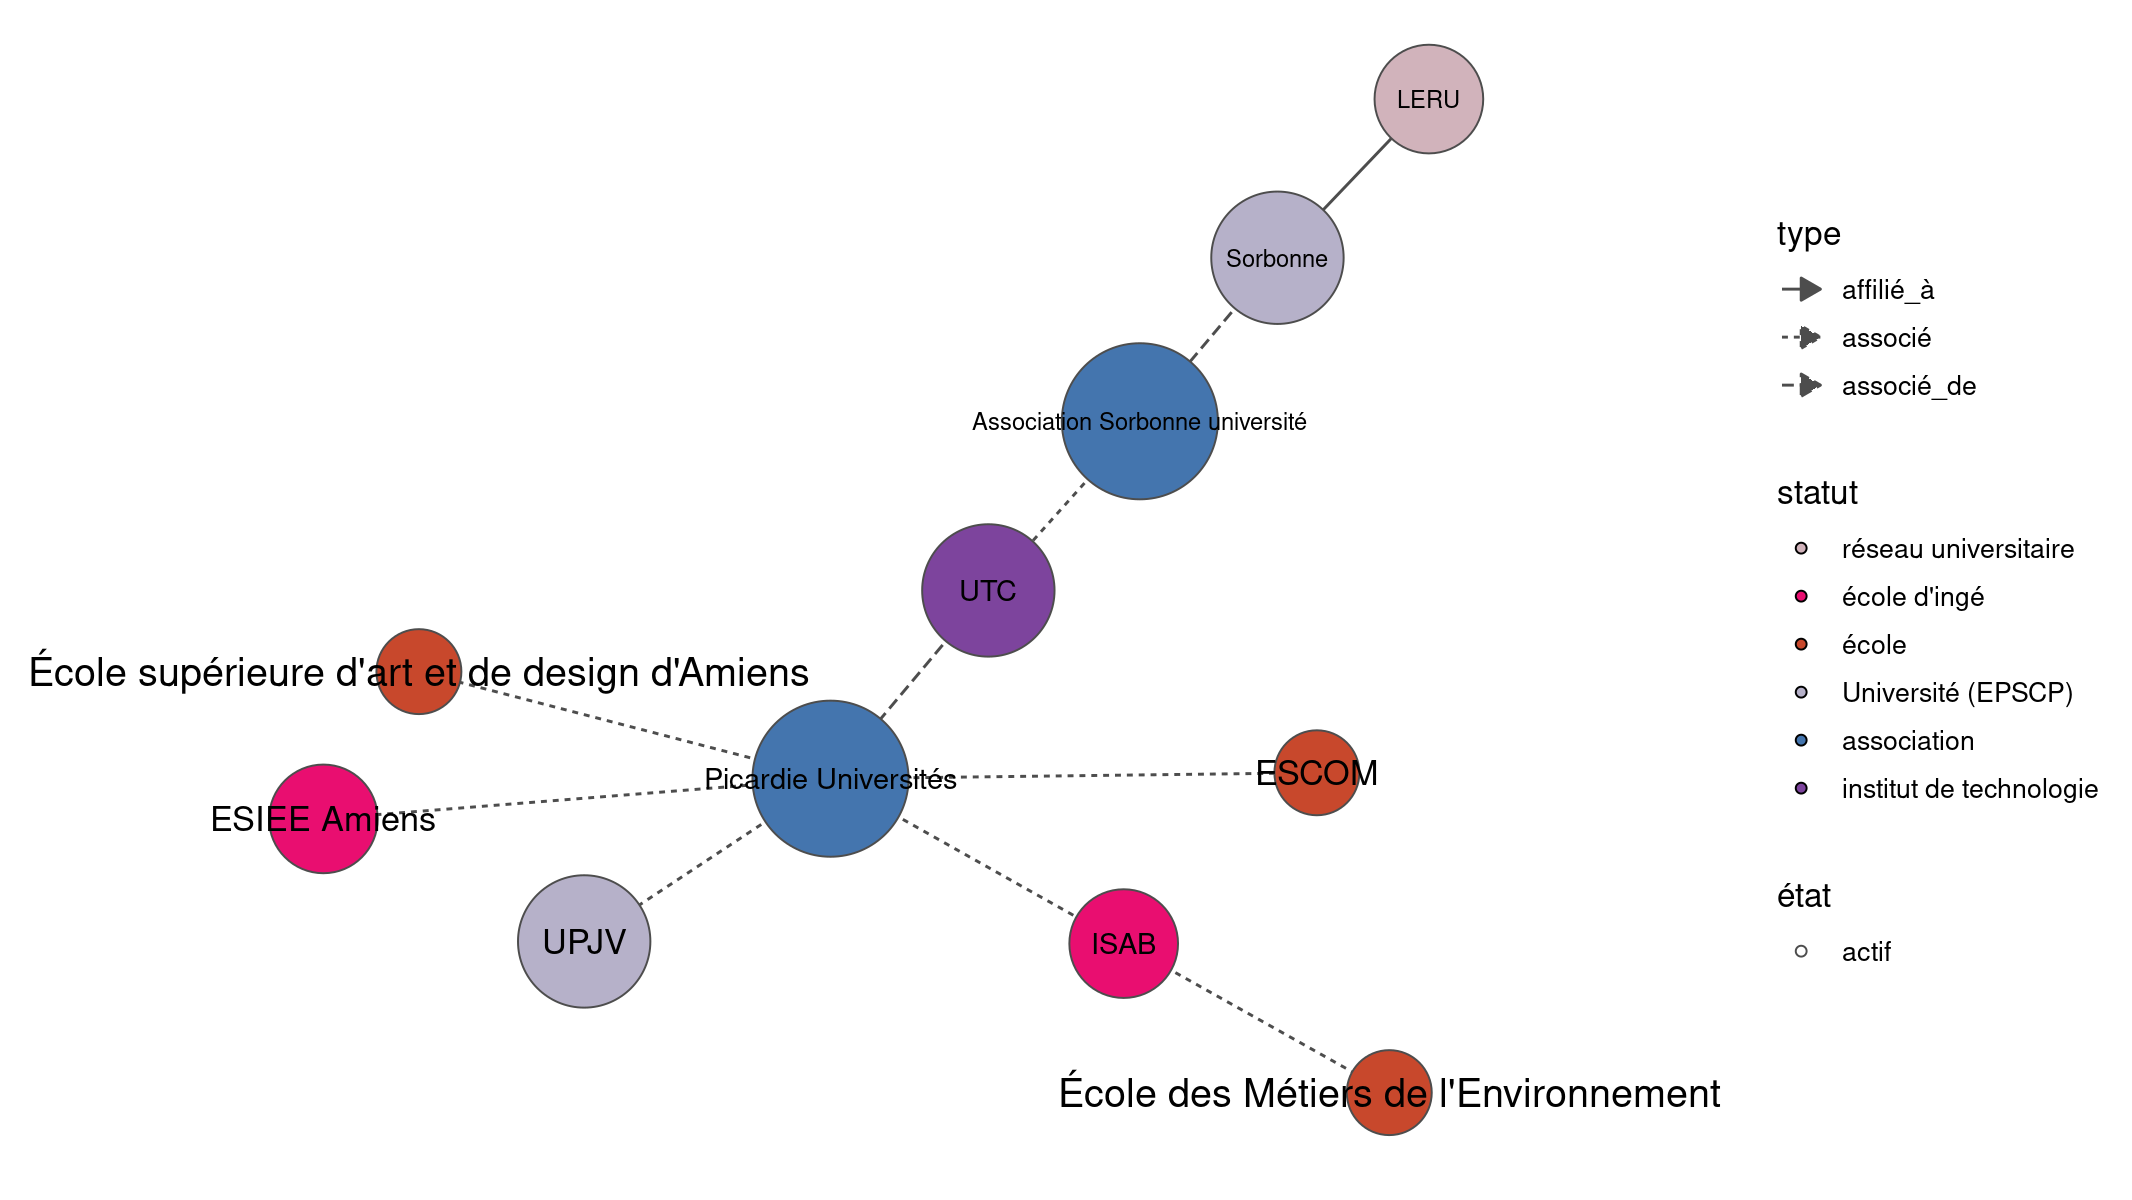 LERU
Sorbonne
Association Sorbonne université
UTC
École supérieure d'art et de design d'Amiens
Picardie Universités
ESCOM
ESIEE Amiens
UPJV
ISAB
École des Métiers de l'Environnement
type
affilié_à
associé
associé_de
statut
réseau universitaire
école d'ingé
école
Université (EPSCP)
association
institut de technologie
état
actif